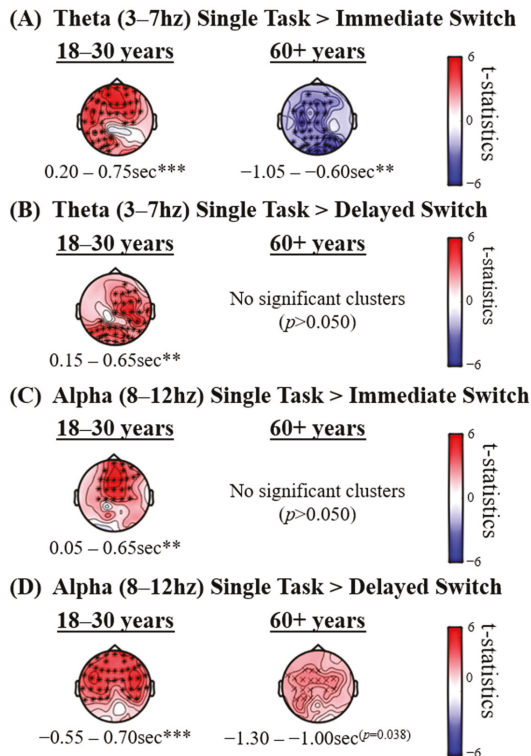 (A) Theta (3–7hz) Single Task > Immediate Switch
18–30 years 60+ years
6
0
−6
t-statistics
0.20 – 0.75sec*** −1.05 – −0.60sec**
(B) Theta (3–7hz) Single Task > Delayed Switch
18–30 years 60+ years
6
0
−6
t-statistics
No significant clusters
(p>0.050)
0.15 – 0.65sec**
(C) Alpha (8–12hz) Single Task > Immediate Switch
18–30 years 60+ years
6
0
−6
t-statistics
No significant clusters
(p>0.050)
0.05 – 0.65sec**
(D) Alpha (8–12hz) Single Task > Delayed Switch
18–30 years 60+ years
6
0
−6
t-statistics
−0.55 – 0.70sec*** −1.30 – −1.00sec(p=0.038)